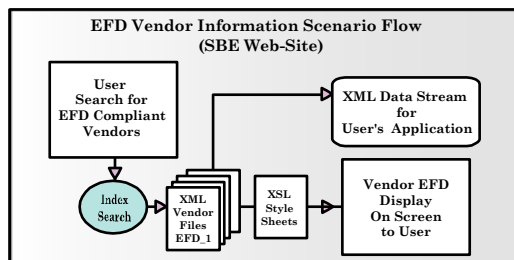 EFD Vendor Information Scenario Flow
(SBE Web-Site)
User
Search for
EFD Compliant
Vendors
XML Data Stream
for
User's Application
Index
Search
XML
Vendor
Files
EFD_1
XSL
Style
Sheets
Vendor EFD
Display
On Screen
to User